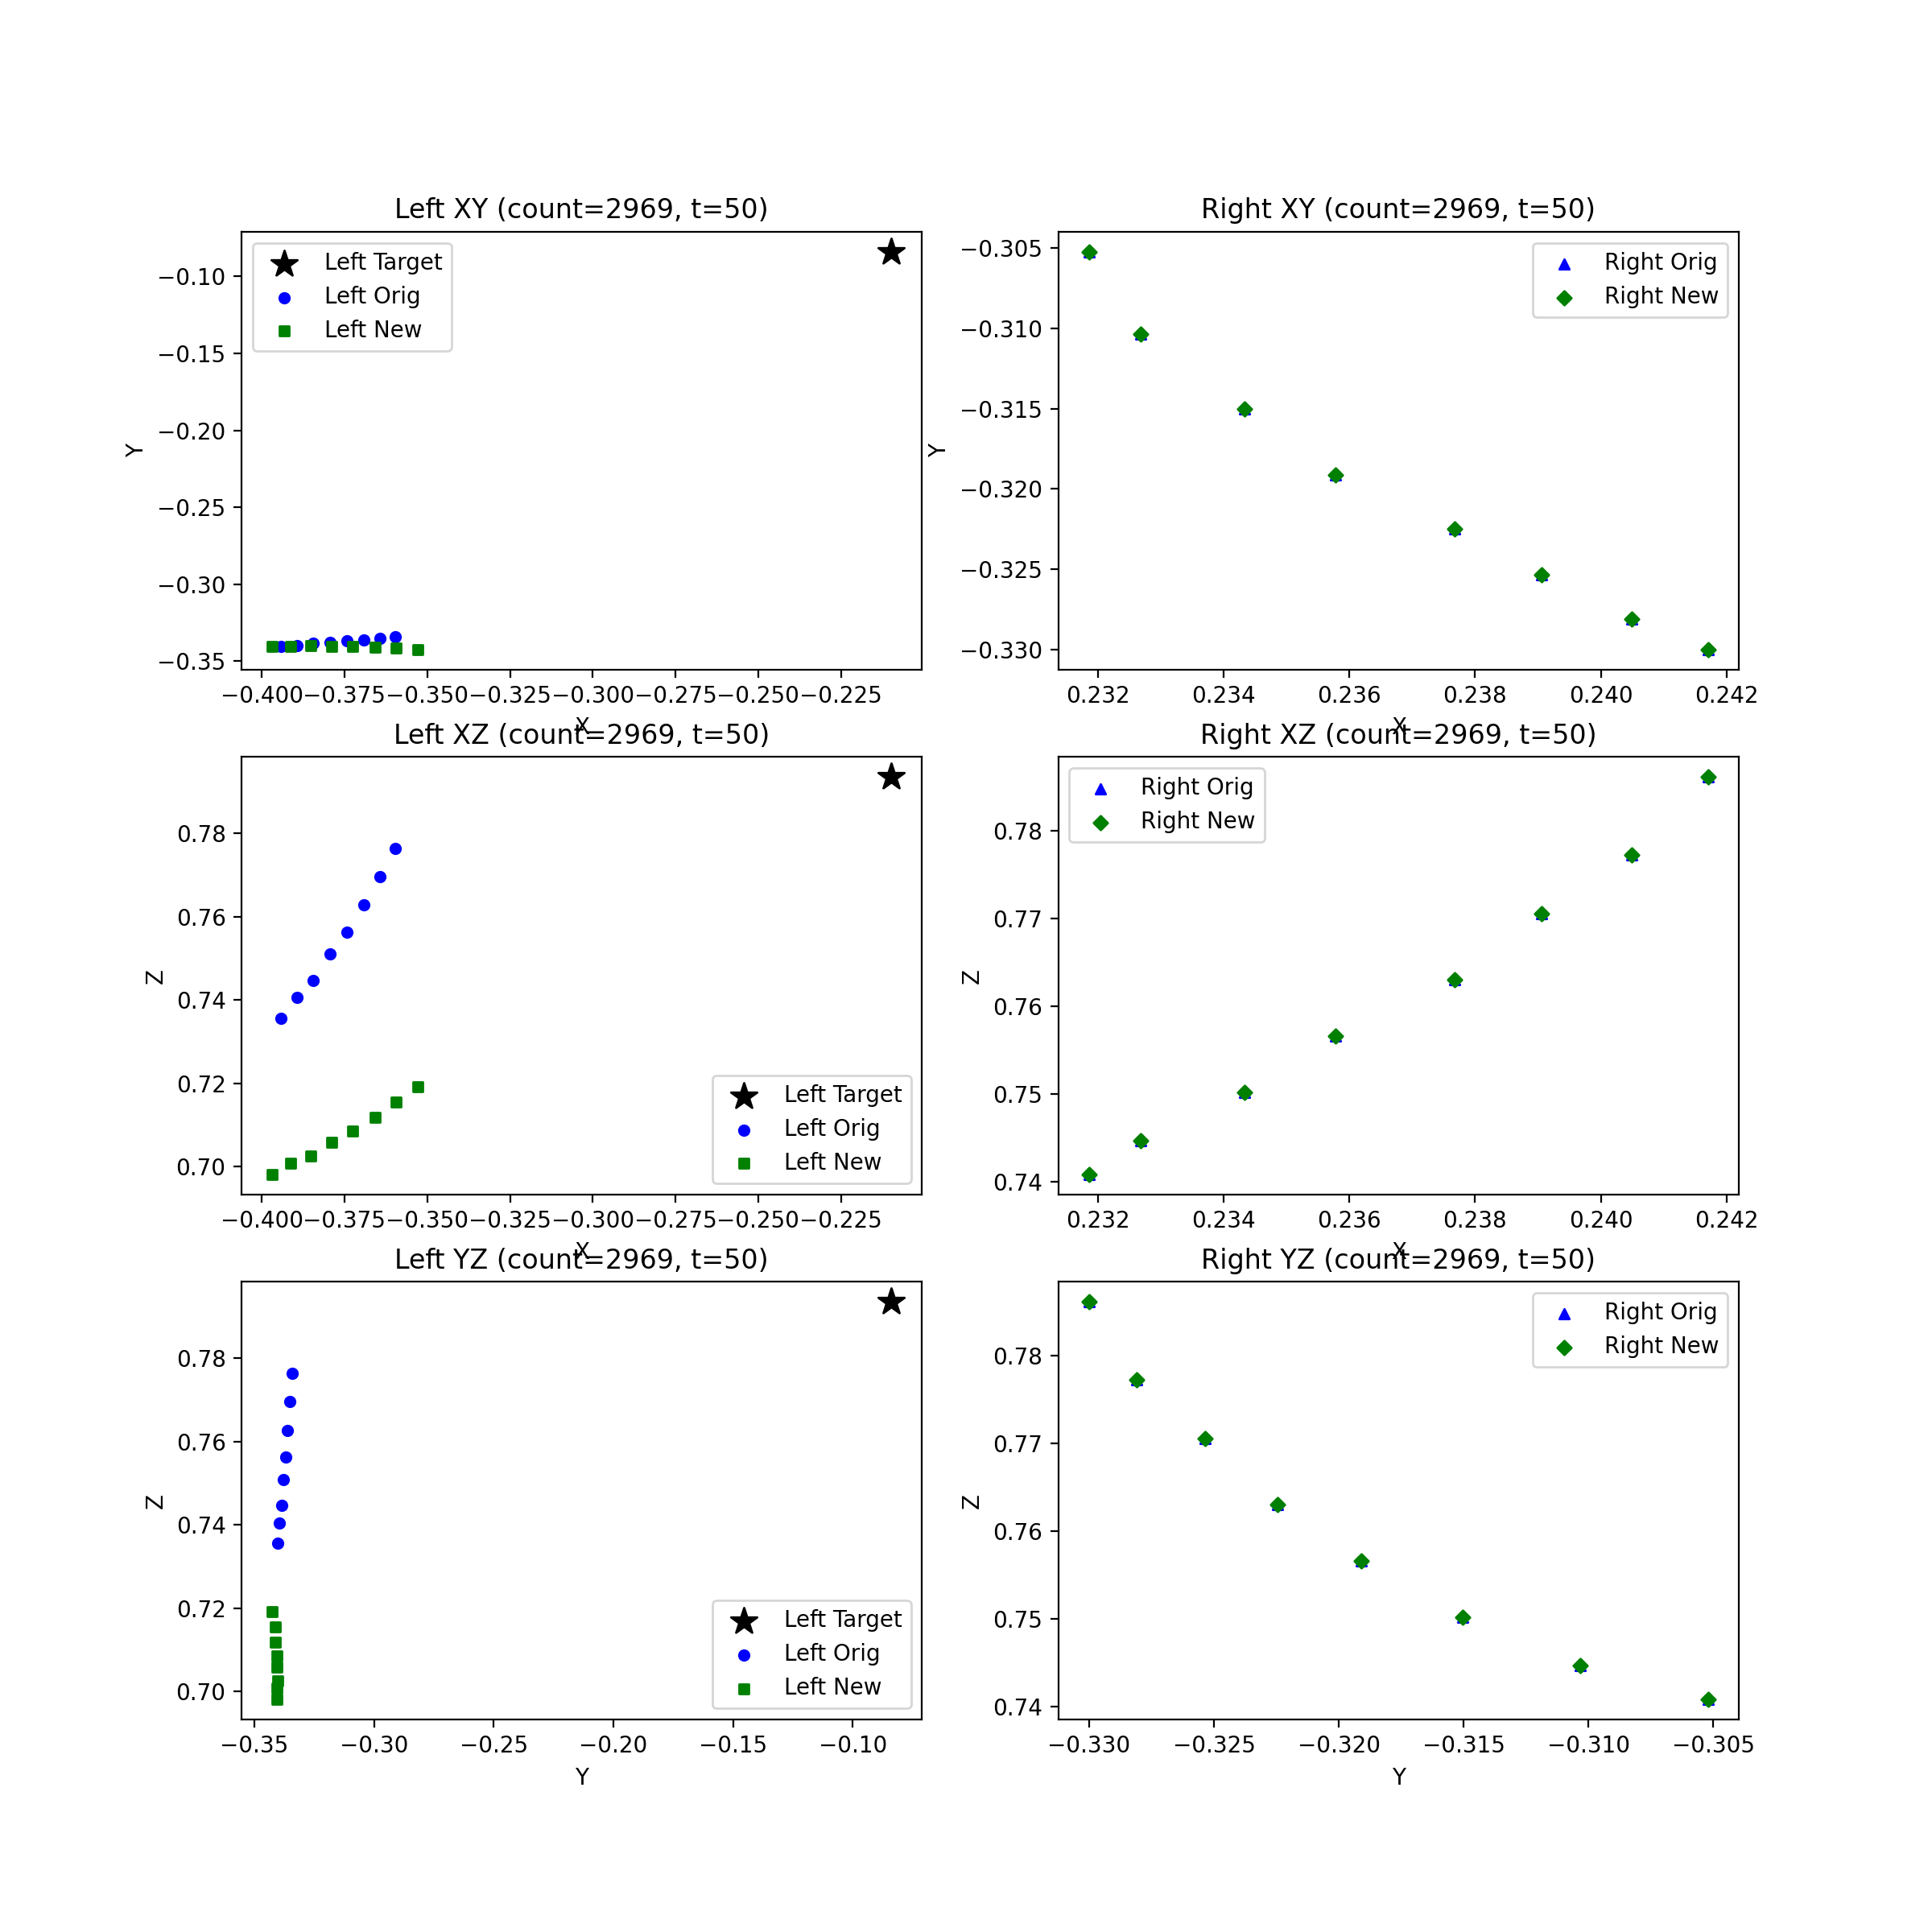 Left XY (count=2969, t=50)
Right XY (count=2969, t=50)
Left Target
Left Orig
Left New
−0.10
−0.15
−0.20
−0.25
−0.30
−0.35
Y
−0.400 −0.375 −0.350 −0.325 −0.300 −0.275 −0.250 −0.225
X
Right Orig
Right New
−0.305
−0.310
−0.315
−0.320
−0.325
−0.330
Y
0.232 0.234 0.236 0.238 0.240 0.242
X
Left XZ (count=2969, t=50)
Right XZ (count=2969, t=50)
0.78
0.76
0.74
0.72
0.70
Z
Left Target
Left Orig
Left New
−0.400 −0.375 −0.350 −0.325 −0.300 −0.275 −0.250 −0.225
X
Right Orig
Right New
0.78
0.77
0.76
0.75
0.74
Z
0.232 0.234 0.236 0.238 0.240 0.242
X
Left YZ (count=2969, t=50)
Right YZ (count=2969, t=50)
0.78
0.76
0.74
0.72
0.70
Z
Left Target
Left Orig
Left New
−0.35 −0.30 −0.25 −0.20 −0.15 −0.10
Y
Right Orig
Right New
0.78
0.77
0.76
0.75
0.74
Z
−0.330 −0.325 −0.320 −0.315 −0.310 −0.305
Y